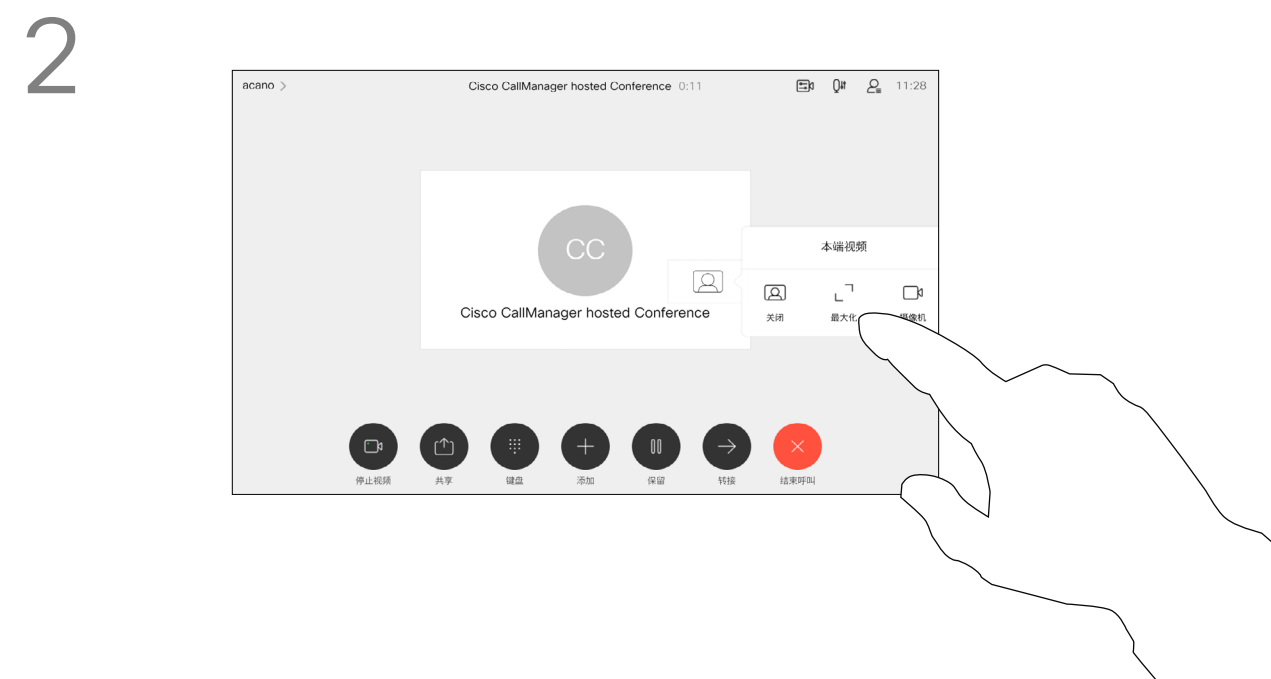 2
acano >
Cisco CallManager hosted Conference 0:11
11:28
CC
Cisco CallManager hosted Conference
本端视频
关闭
最大化
摄像机
停止视频
共享
键盘
添加
保留
转接
结束呼叫